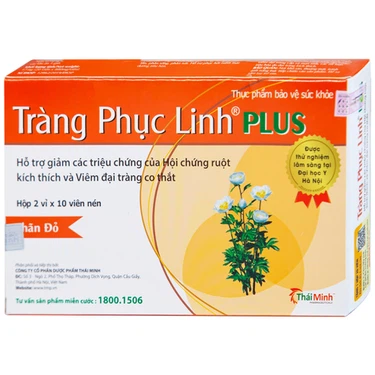 Thực phẩm bảo vệ sức khỏe
Tràng Phục Linh® PLUS
Hỗ trợ giảm các triệu chứng của Hội chứng ruột
kích thích và Viêm đại tràng co thắt
Hộp 2 vỉ x 10 viên nén
Được
thử nghiệm
lâm sàng tại
Đại học Y
Hà Nội
hãn Đỏ
CÔNG TY CỔ PHẦN DƯỢC PHẨM THÁI MINH
Tư vấn sản phẩm miễn cước: 1800.1506
Thái Minh